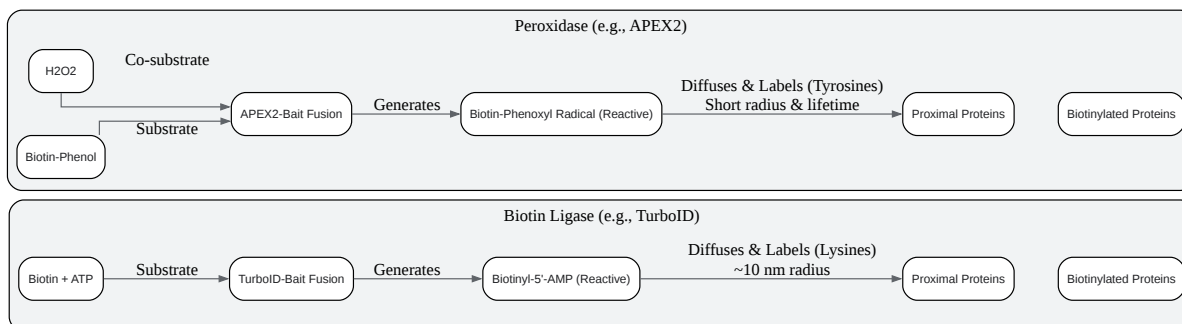 Peroxidase (e.g., APEX2)
H2O2
Co-substrate
Biotin-Phenol
Substrate
APEX2-Bait Fusion
Generates
Biotin-Phenoxyl Radical (Reactive)
Diffuses & Labels (Tyrosines)
Short radius & lifetime
Proximal Proteins
Biotinylated Proteins
Biotin Ligase (e.g., TurboID)
Biotin + ATP
Substrate
TurboID-Bait Fusion
Generates
Biotinyl-5'-AMP (Reactive)
Diffuses & Labels (Lysines)
~10 nm radius
Proximal Proteins
Biotinylated Proteins